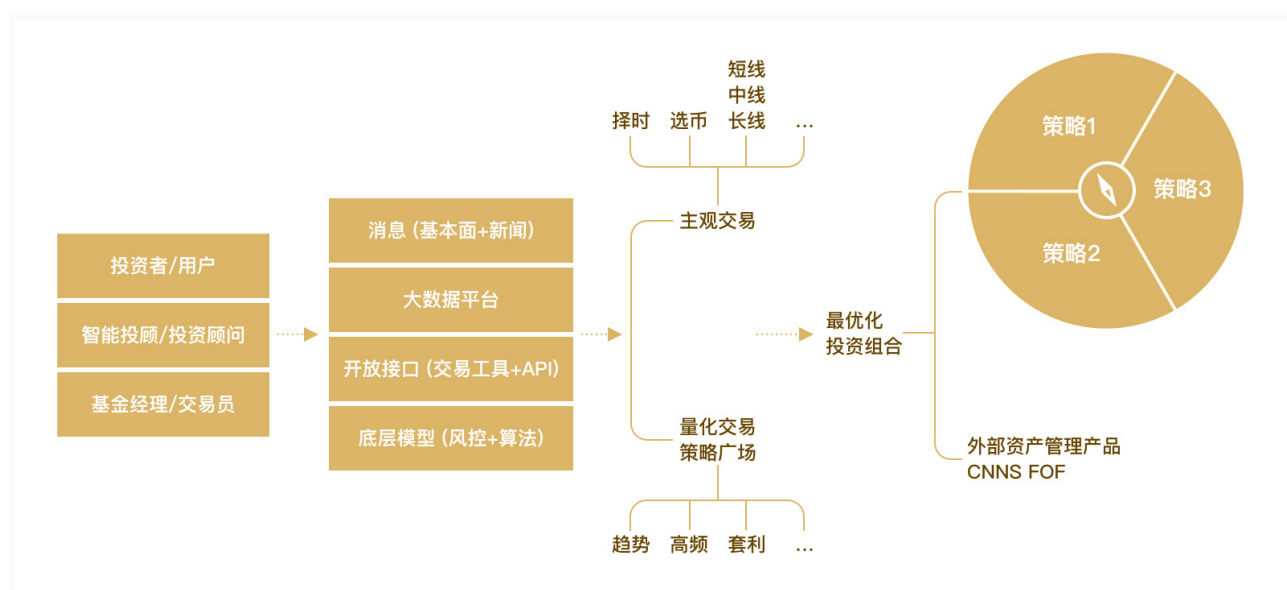 投资者/用户
智能投顾/投资顾问
基金经理/交易员
消息 (基本面+新闻)
大数据平台
开放接口 (交易工具+API)
底层模型 (风控+算法)
择时
选币
短线
中线
长线
...
主观交易
量化交易
策略广场
趋势
高频
套利
...
最优化
投资组合
策略1
策略2
策略3
外部资产管理产品
CNNS FOF